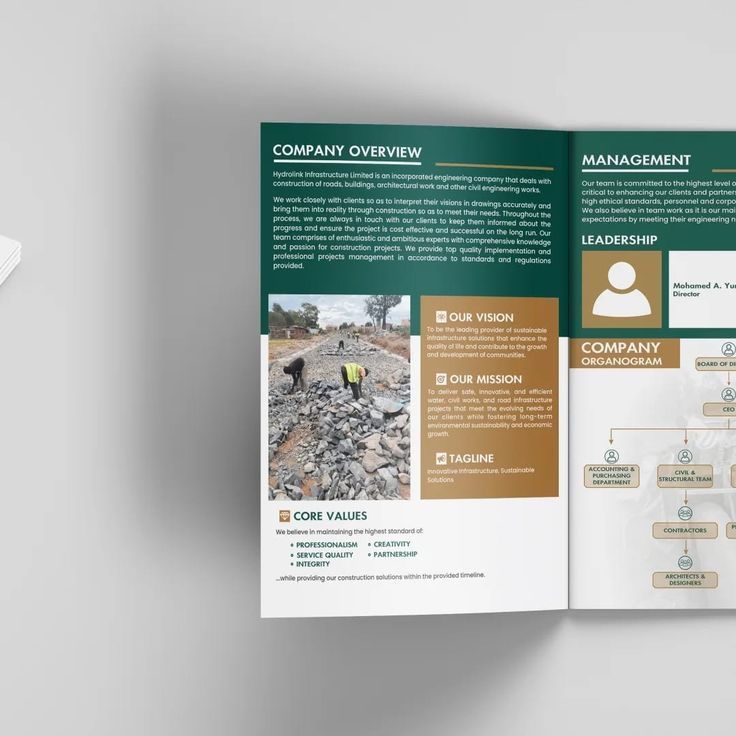 COMPANY OVERVIEW
Hydrolink Infrastructure Limited is an incorporated engineering company that deals with
construction of roads, buildings, architectural work and other civil engineering works.
We work closely with clients so as to interpret their visions in drawings accurately and
bring them into reality through construction so as to meet their needs. Throughout the
process, we are always in touch with our clients to keep them informed about the
progress and ensure the project is cost effective and successful on the long run. Our
team comprises of enthusiastic and ambitious experts with comprehensive knowledge
and passion for construction projects. We provide top quality implementation and
professional projects management in accordance to standards and regulations
provided.
OUR VISION
To be the leading provider of sustainable
infrastructure solutions that enhance the
quality of life and contribute to the growth
and development of communities.
OUR MISSION
To deliver safe, innovative, and efficient
water, civil works, and road infrastructure
projects that meet the evolving needs of
our clients while fostering long-term
environmental sustainability and economic
growth.
TAGLINE
Innovative Infrastructure, Sustainable
Solutions
CORE VALUES
We believe in maintaining the highest standard of:
• PROFESSIONALISM
• SERVICE QUALITY
• INTEGRITY
• CREATIVITY
• PARTNERSHIP
...while providing our construction solutions within the provided timeline.
MANAGEMENT
Our team is committed to the highest level o
critical to enhancing our clients and partners
high ethical standards, personnel and corpo
We also believe in team work as it is our mai
expectations by meeting their engineering n
LEADERSHIP
Mohamed A. Yu
Director
COMPANY
ORGANOGRAM
BOARD OF DI
CEO
ACCOUNTING &
PURCHASING
DEPARTMENT
CIVIL &
STRUCTURAL TEAM
CONTRACTORS
ARCHITECTS &
DESIGNERS